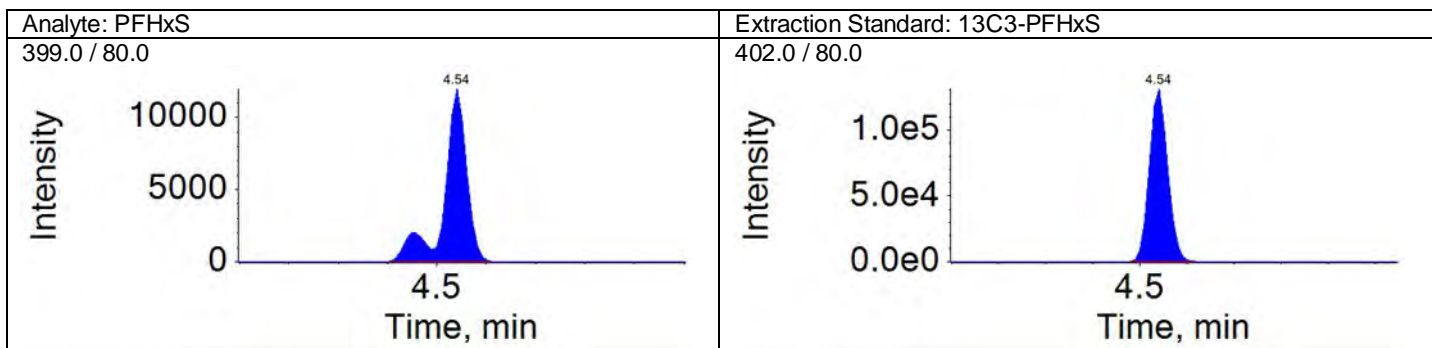 Analyte: PFHxS
399.0 / 80.0
4.54
10000
5000
0
Intensity
4.5
Time, min
Extraction Standard: 13C3-PFHxS
402.0 / 80.0
4.54
1.0e5
5.0e4
0.0e0
Intensity
4.5
Time, min